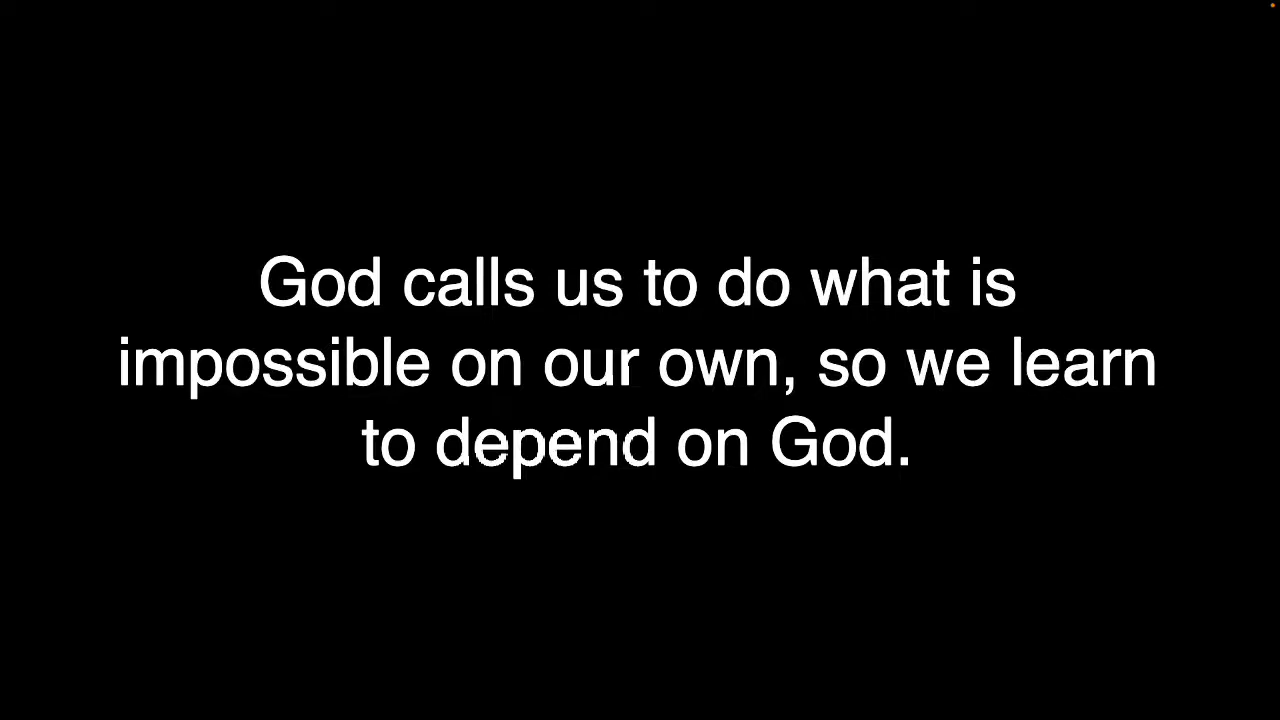 God calls us to do what is
impossible on our own, so we learn
to depend on God.